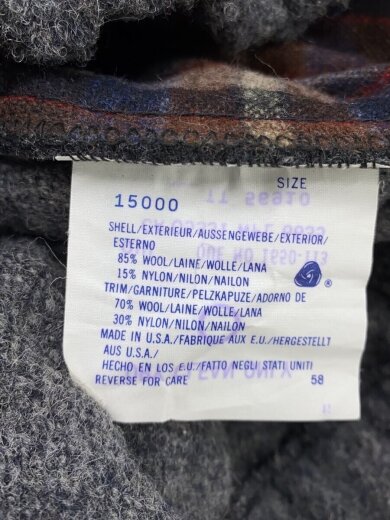 SIZE
15000
SHELL/EXTERIEUR/AUSSENGEWEBE/EXTERIOR/
ESTERNO
85% WOOL/LAINE/WOLLE/LANA
15% NYLON/NILON/NAILON
TRIM/GARNITURE/PELZKAPUZE/ADORNO DE
70% WOOL/LAINE/WOLLE/LANA
30% NYLON/NILON/NAILON
MADE IN U.S.A./FABRIQUE AUX E.U./HERGESTELLT
AUS U.S.A./
HECHO EN LOS E.U./FATTO NEGLI STATI UNITI
REVERSE FOR CARE 58